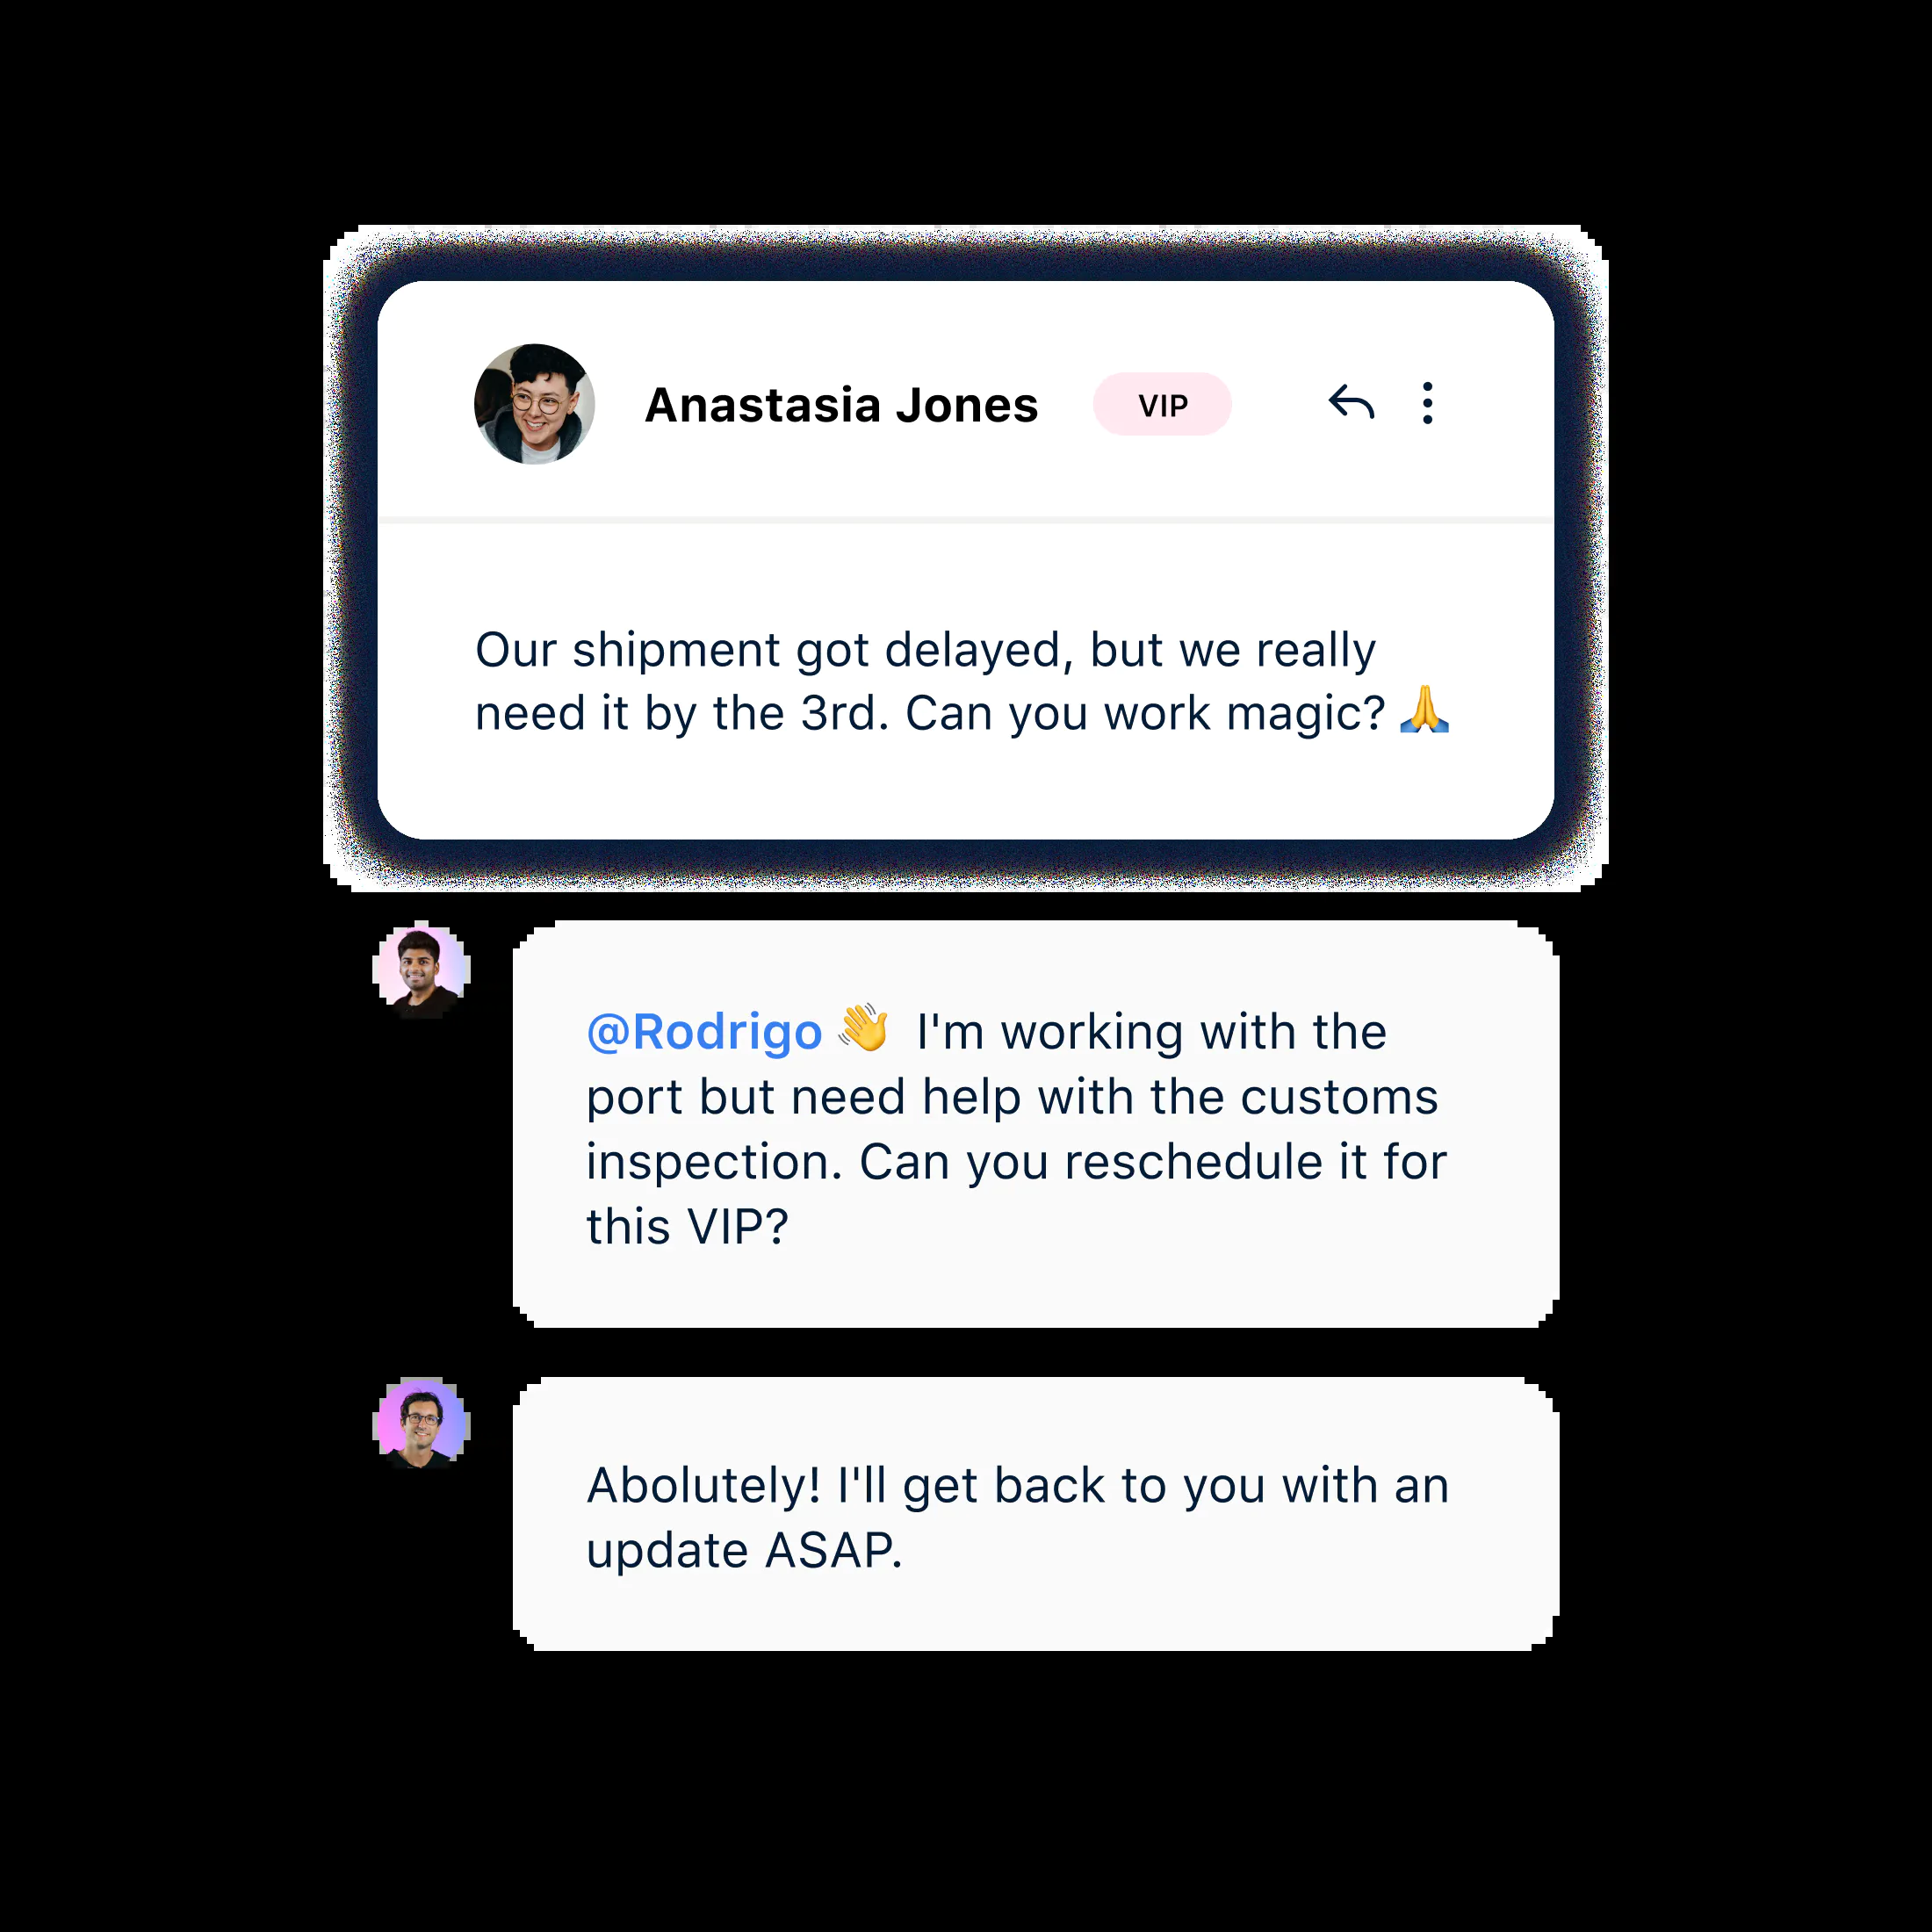 Anastasia Jones VIP
Our shipment got delayed, but we really
need it by the 3rd. Can you work magic? 🙏
@Rodrigo 👋 I'm working with the
port but need help with the customs
inspection. Can you reschedule it for
this VIP?
Abolutely! I'll get back to you with an
update ASAP.